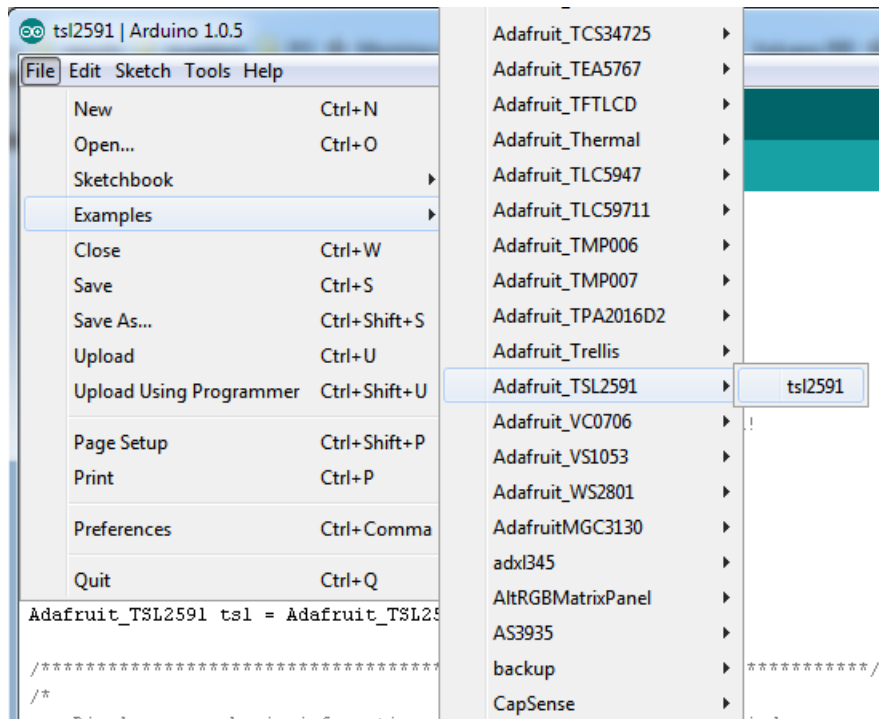 tsl2591 | Arduino 1.0.5
File Edit Sketch Tools Help
New Ctrl+N
Open... Ctrl+O
Sketchbook
Examples
Close Ctrl+W
Save Ctrl+S
Save As... Ctrl+Shift+S
Upload Ctrl+U
Upload Using Programmer Ctrl+Shift+U
Page Setup Ctrl+Shift+P
Print Ctrl+P
Preferences Ctrl+Comma
Quit Ctrl+Q
Adafruit_TCS34725
Adafruit_TEA5767
Adafruit_TFTLCD
Adafruit_Thermal
Adafruit_TLC5947
Adafruit_TLC59711
Adafruit_TMP006
Adafruit_TMP007
Adafruit_TPA2016D2
Adafruit_Trellis
Adafruit_TSL2591
Adafruit_VC0706
Adafruit_VS1053
Adafruit_WS2801
AdafruitMGC3130
adxl345
AltRGBMatrixPanel
AS3935
backup
CapSense
tsl2591
Adafruit_TSL2591 tsl = Adafruit_TSL25
/************************************ ***********/
/*